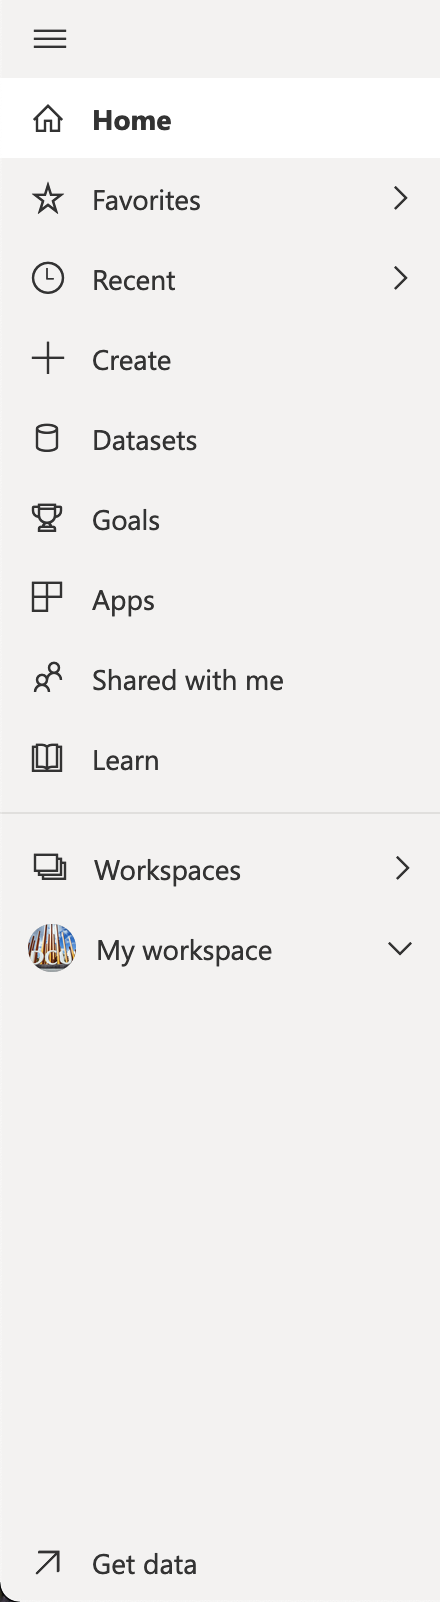 Home
Favorites
Recent
Create
Datasets
Goals
Apps
Shared with me
Learn
Workspaces
My workspace
Get data